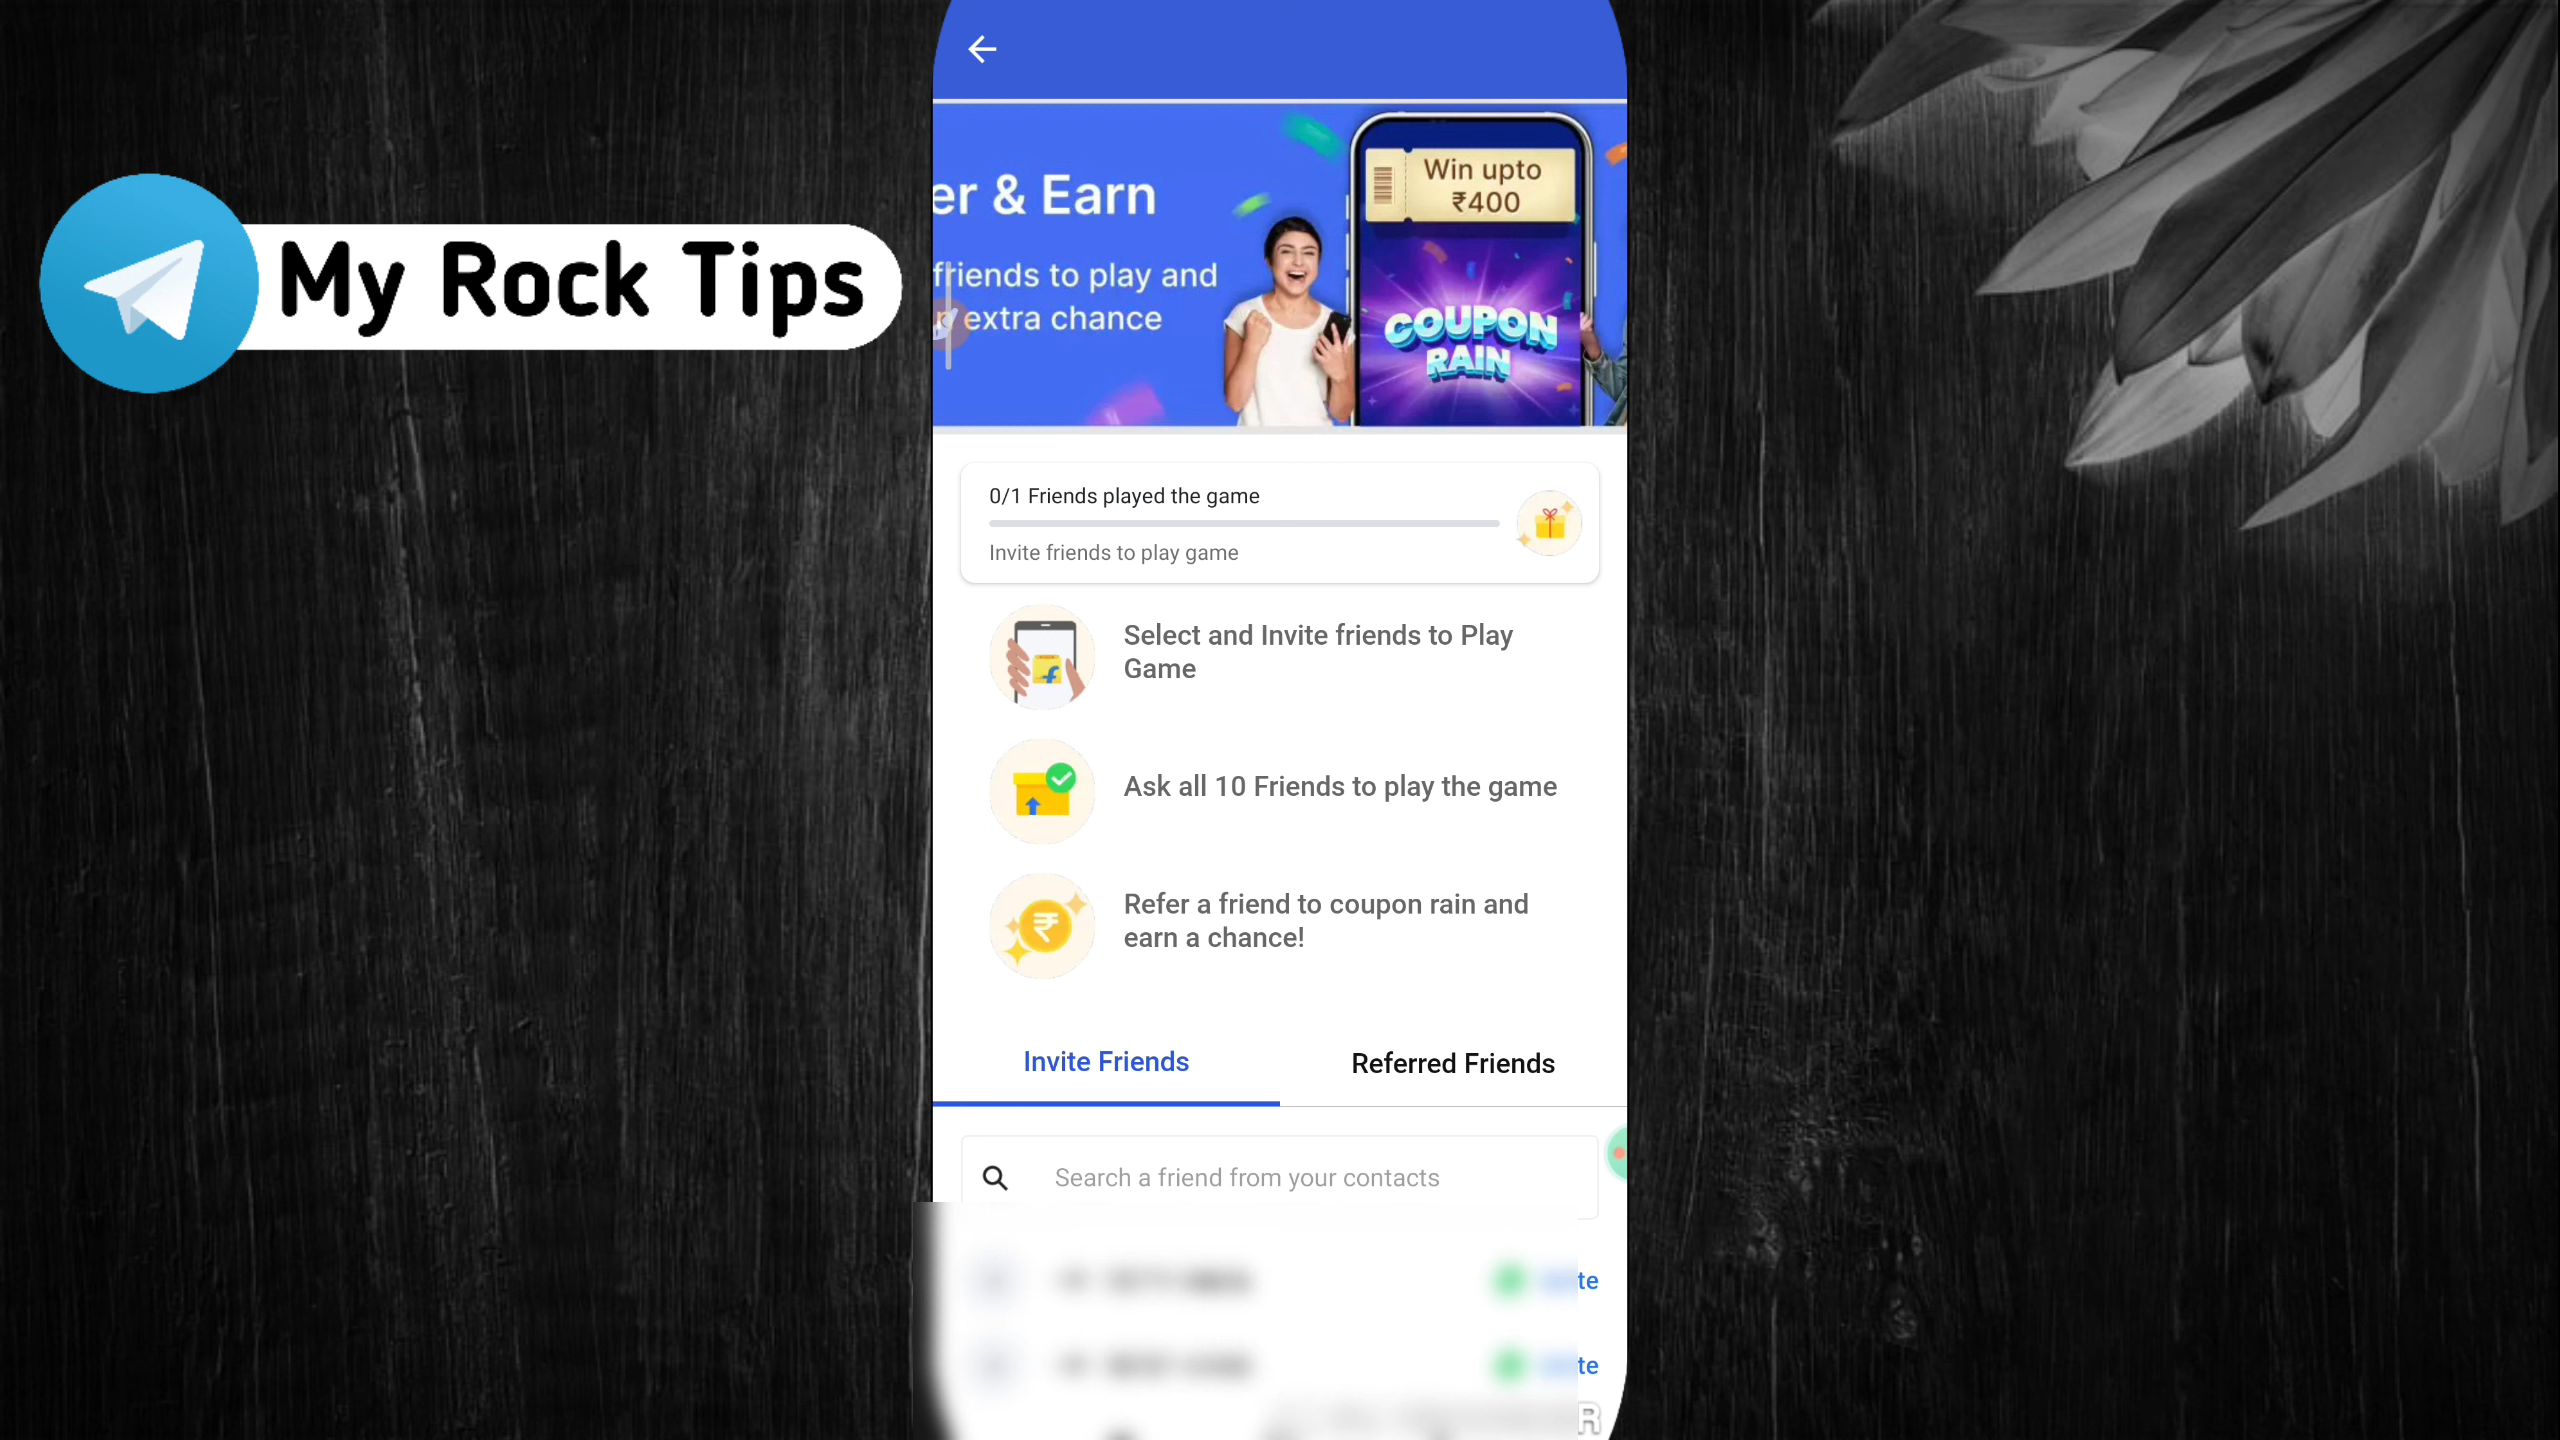 My Rock Tips
er & Earn
friends to play and
extra chance
Win upto
₹400
COUPON
RAIN
0/1 Friends played the game
Invite friends to play game
Select and Invite friends to Play
Game
Ask all 10 Friends to play the game
Refer a friend to coupon rain and
earn a chance!
Invite Friends
Referred Friends
Search a friend from your contacts
te
te
R